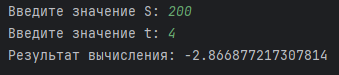 Введите значение S: 200
Введите значение t: 4
Результат вычисления: -2.866877217307814